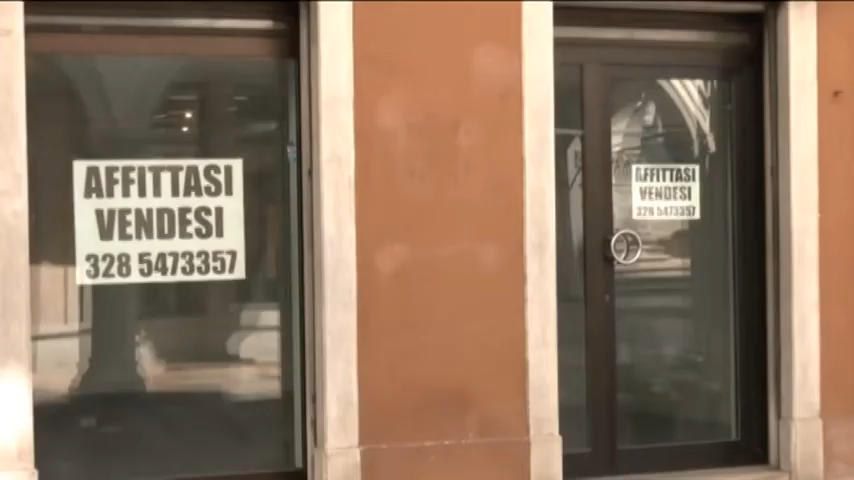 AFFITTASI
VENDESI
328 5473357
AFFITTASI
VENDESI
328 5473357